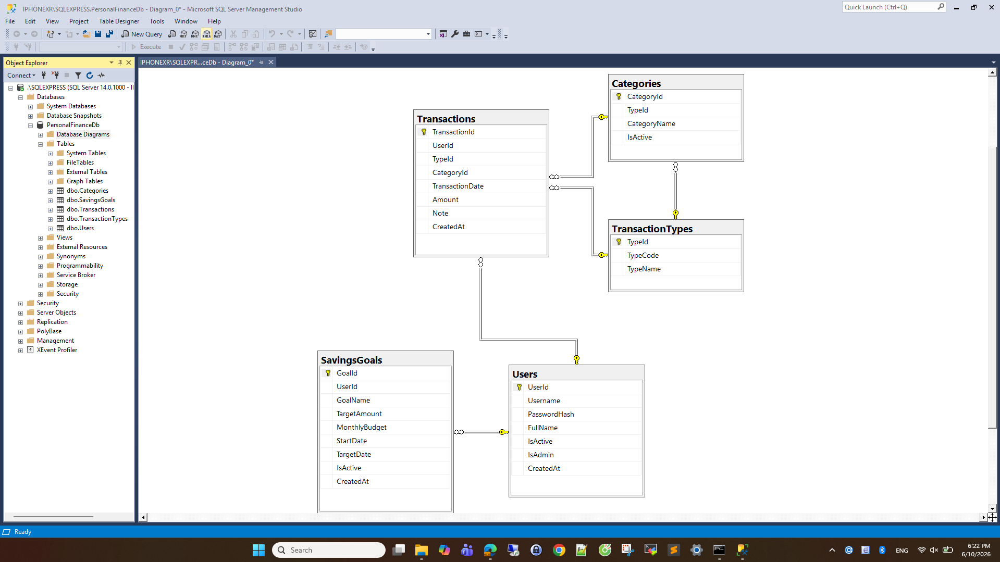 IPHONEXR\SQLEXPRESS.PersonalFinanceDb - Diagram_0* - Microsoft SQL Server Management Studio
Quick Launch (Ctrl+Q)
File Edit View Project Table Designer Tools Window Help
New Query
MDX DMX XMLA DAX
Execute
Object Explorer
IPHONEXR\SQLEXPR...ceDb - Diagram_0*
Connect
.\SQLEXPRESS (SQL Server 14.0.1000 - I
Databases
System Databases
Database Snapshots
PersonalFinanceDb
Database Diagrams
Tables
System Tables
FileTables
External Tables
Graph Tables
dbo.Categories
dbo.SavingsGoals
dbo.Transactions
dbo.TransactionTypes
dbo.Users
Views
External Resources
Synonyms
Programmability
Service Broker
Storage
Security
Security
Server Objects
Replication
PolyBase
Management
XEvent Profiler
Categories
CategoryId
TypeId
CategoryName
IsActive
Transactions
TransactionId
UserId
TypeId
CategoryId
TransactionDate
Amount
Note
CreatedAt
TransactionTypes
TypeId
TypeCode
TypeName
SavingsGoals
GoalId
UserId
GoalName
TargetAmount
MonthlyBudget
StartDate
TargetDate
IsActive
CreatedAt
Users
UserId
Username
PasswordHash
FullName
IsActive
IsAdmin
CreatedAt
Ready
Search
ENG
6:22 PM
6/10/2026